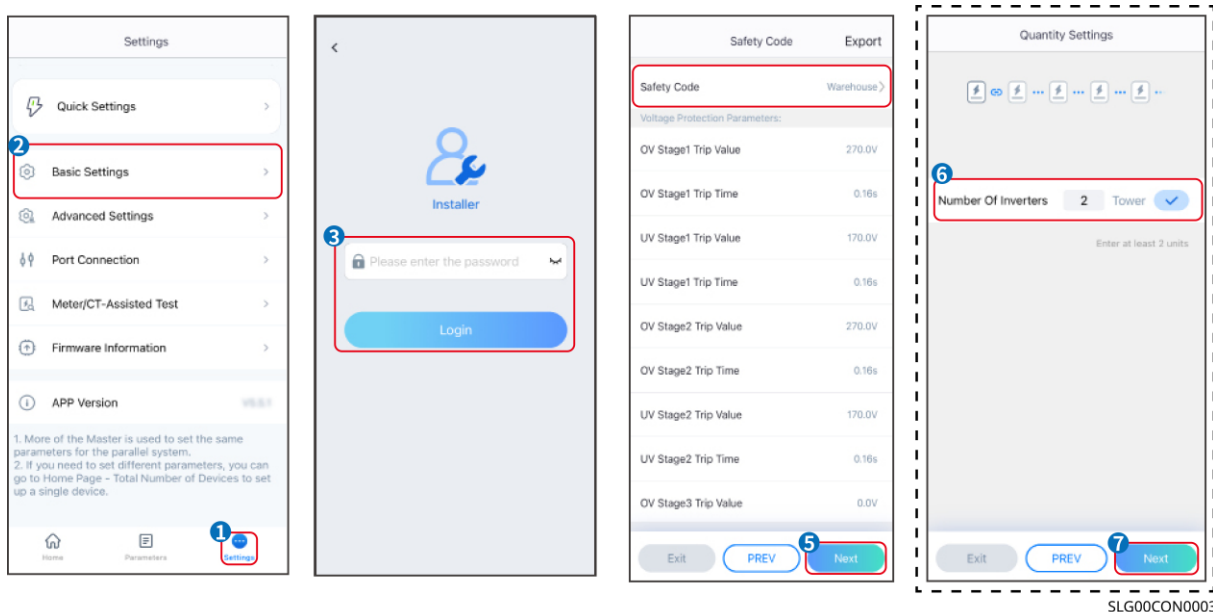 Settings
Quick Settings
2
Basic Settings
Advanced Settings
Port Connection
Meter/CT-Assisted Test
Firmware Information
APP Version
1. More of the Master is used to set the same
parameters for the parallel system.
2. If you need to set different parameters, you can
go to Home Page - Total Number of Devices to set
up a single device.
1
Home Parameters Settings
Installer
3
Please enter the password
Login
Safety Code Export
Safety Code Warehouse
Voltage Protection Parameters:
OV Stage1 Trip Value 270.0V
OV Stage1 Trip Time 0.16s
UV Stage1 Trip Value 170.0V
UV Stage1 Trip Time 0.16s
OV Stage2 Trip Value 270.0V
OV Stage2 Trip Time 0.16s
UV Stage2 Trip Value 170.0V
UV Stage2 Trip Time 0.16s
OV Stage3 Trip Value 0.0V
5
Exit PREV Next
Quantity Settings
6
Number Of Inverters 2 Tower
Enter at least 2 units
7
Exit PREV Next
SLG00CON0003